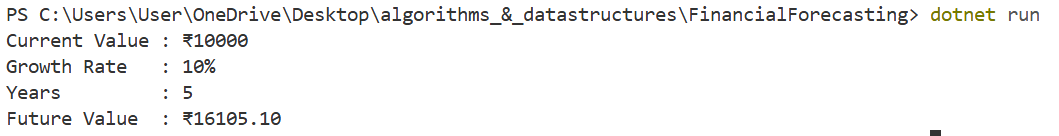 PS C:\Users\User\OneDrive\Desktop\algorithms_&_datastructures\FinancialForecasting> dotnet run
Current Value : ₹10000
Growth Rate   : 10%
Years         : 5
Future Value  : ₹16105.10